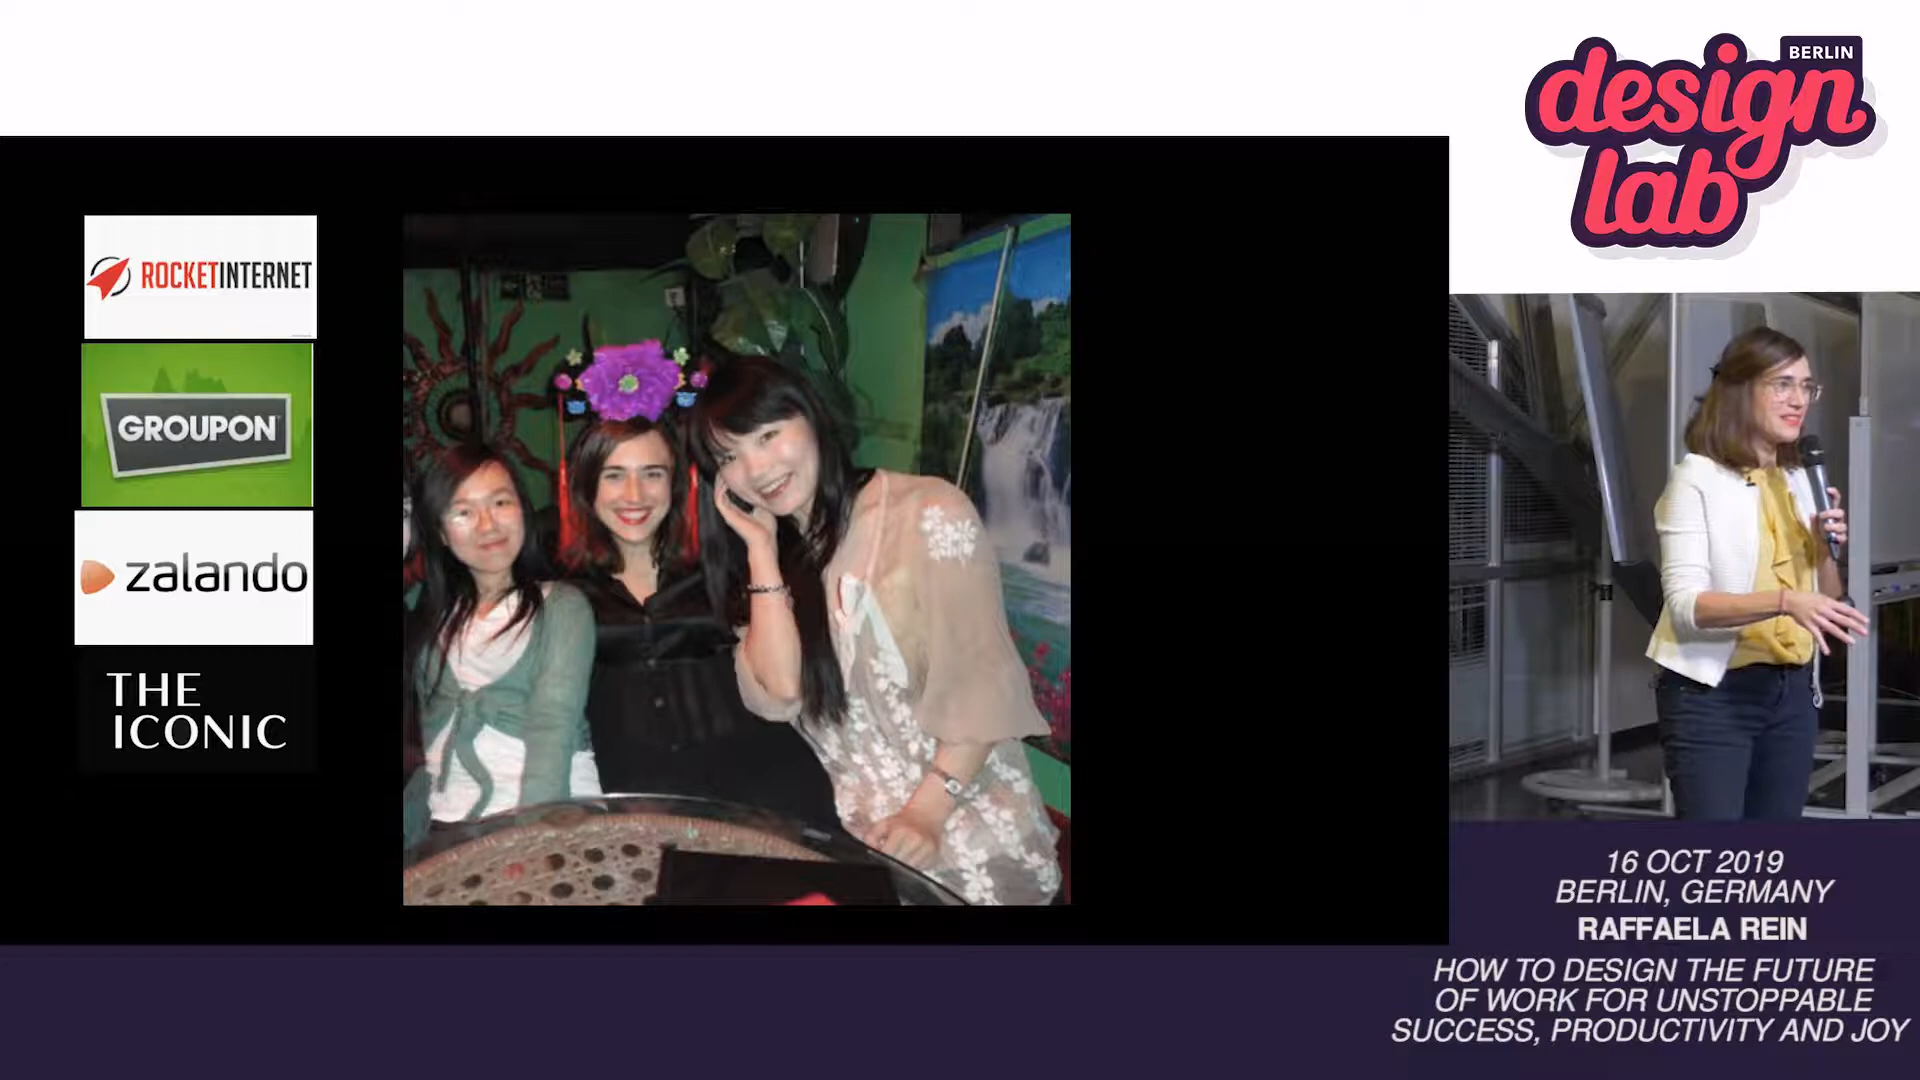 BERLIN
design
lab
ROCKETINTERNET
GROUPON
zalando
THE
ICONIC
16 OCT 2019
BERLIN, GERMANY
RAFFAELA REIN
HOW TO DESIGN THE FUTURE
OF WORK FOR UNSTOPPABLE
SUCCESS, PRODUCTIVITY AND JOY